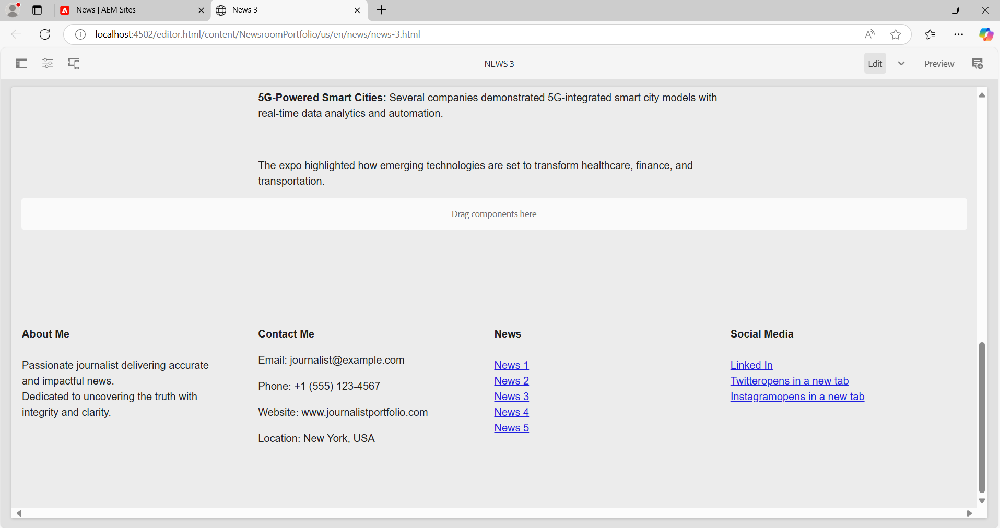 News | AEM Sites
News 3
localhost:4502/editor.html/content/NewsroomPortfolio/us/en/news/news-3.html
NEWS 3
Edit
Preview
5G-Powered Smart Cities: Several companies demonstrated 5G-integrated smart city models with
real-time data analytics and automation.
The expo highlighted how emerging technologies are set to transform healthcare, finance, and
transportation.
Drag components here
About Me
Passionate journalist delivering accurate
and impactful news.
Dedicated to uncovering the truth with
integrity and clarity.
Contact Me
Email: journalist@example.com
Phone: +1 (555) 123-4567
Website: www.journalistportfolio.com
Location: New York, USA
News
News 1
News 2
News 3
News 4
News 5
Social Media
Linked In
Twitteropens in a new tab
Instagramopens in a new tab